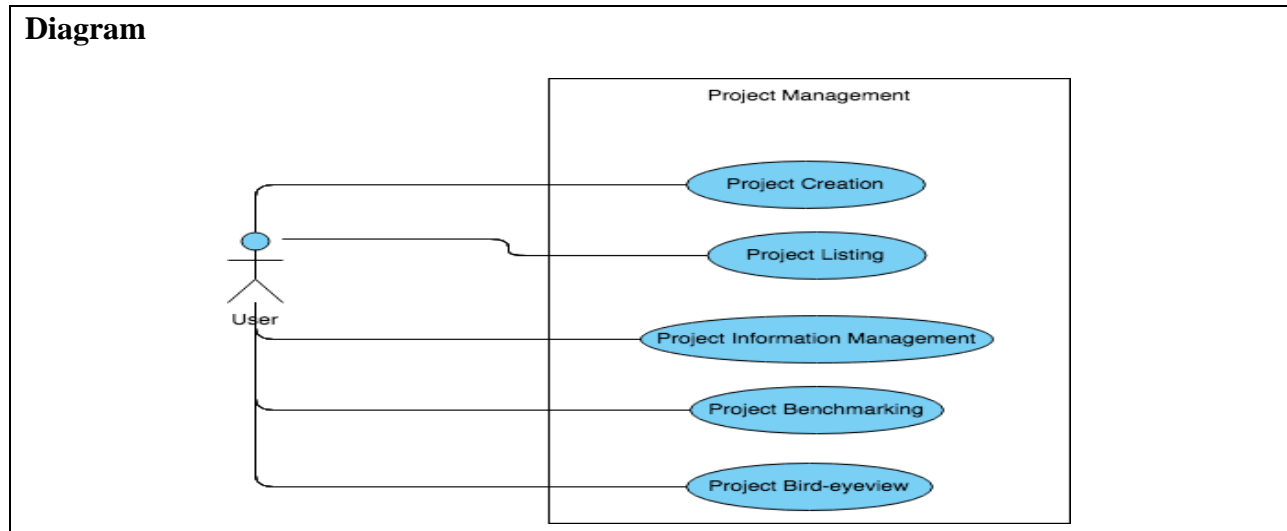 Diagram
Project Management
Project Creation
Project Listing
User
Project Information Management
Project Benchmarking
Project Bird-eyeview